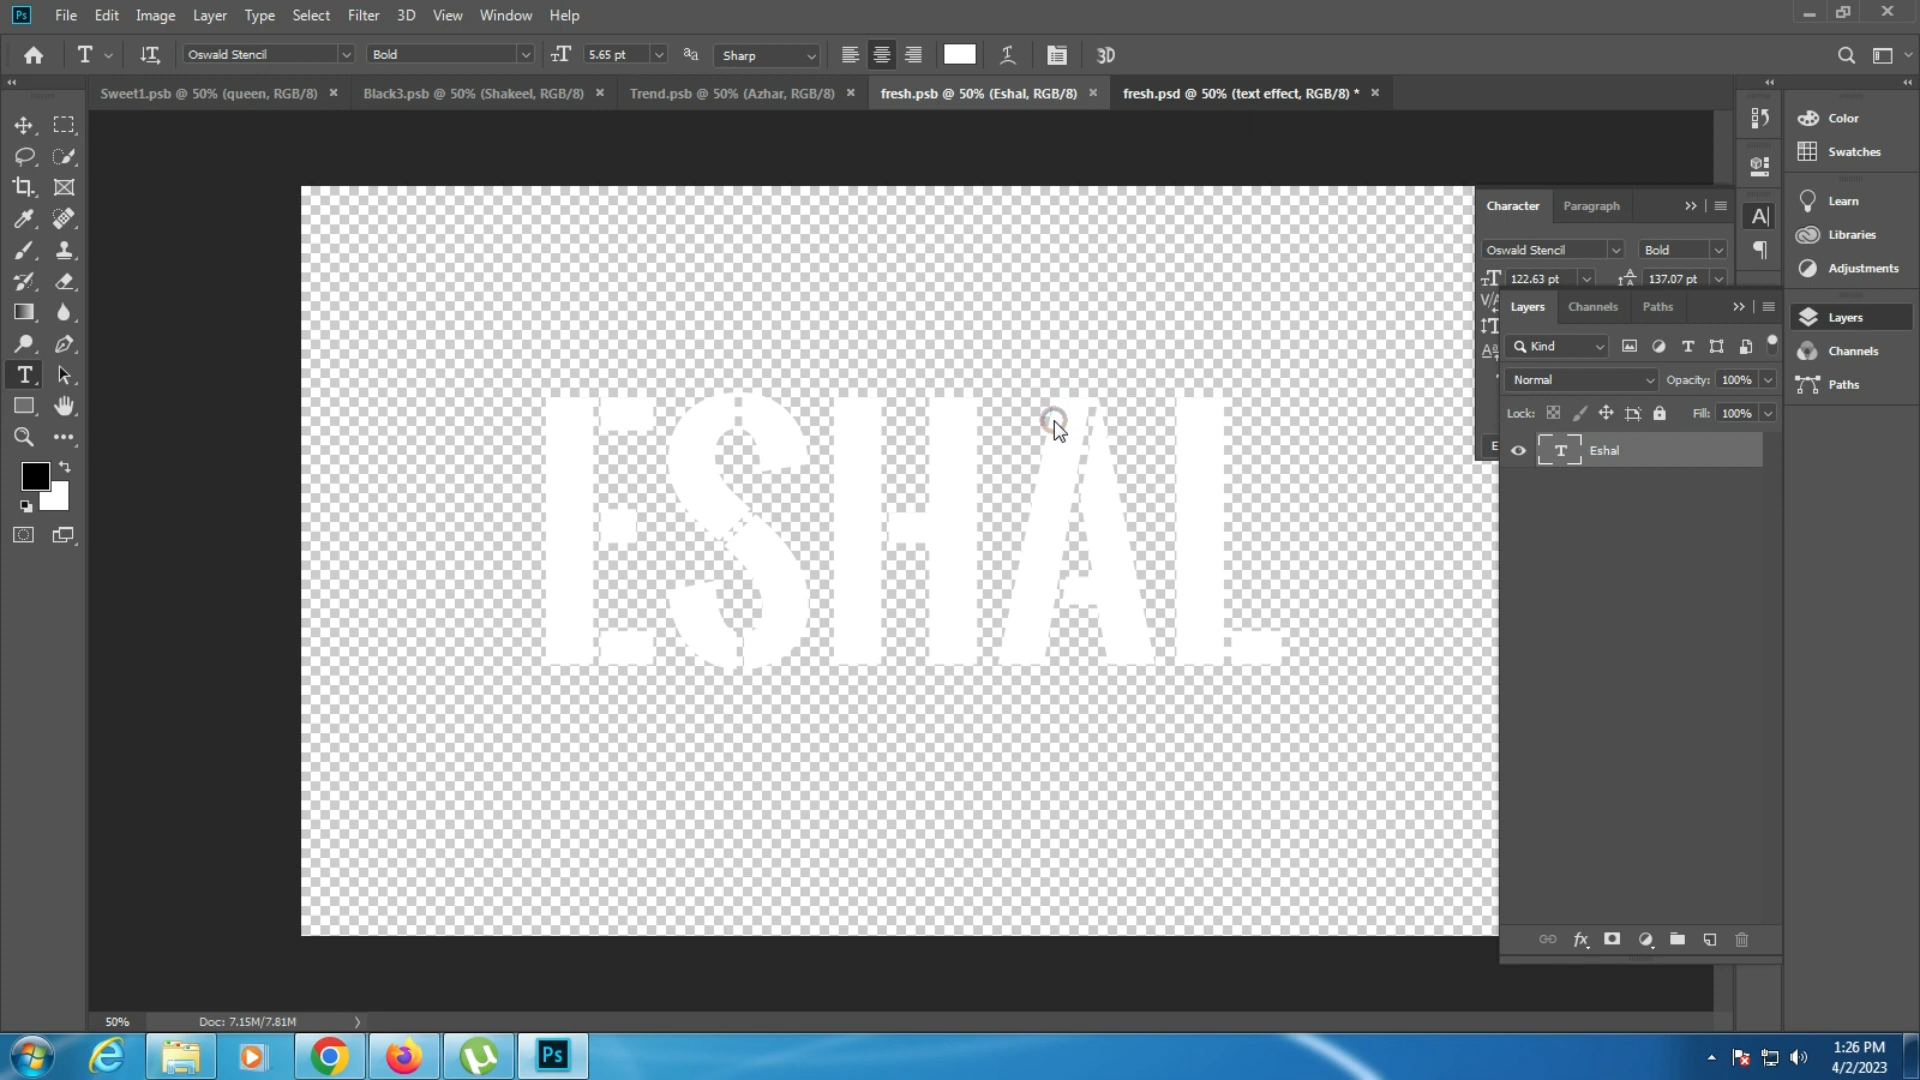 Ps File Edit Image Layer Type Select Filter 3D View Window Help
Oswald Stencil Bold 5.65 pt Sharp 3D
Sweet1.psb @ 50% (queen, RGB/8) Black3.psb @ 50% (Shakeel, RGB/8) Trend.psb @ 50% (Azhar, RGB/8) fresh.psb @ 50% (Eshal, RGB/8) fresh.psd @ 50% (text effect, RGB/8) *
Color
Swatches
Learn
Libraries
Adjustments
Layers
Channels
Paths
Character Paragraph
Oswald Stencil Bold
122.63 pt 137.07 pt
Layers Channels Paths
Kind
Normal Opacity: 100%
Lock: Fill: 100%
Eshal
ESHAL
50% Doc: 7.15M/7.81M
Ps
1:26 PM
4/2/2023